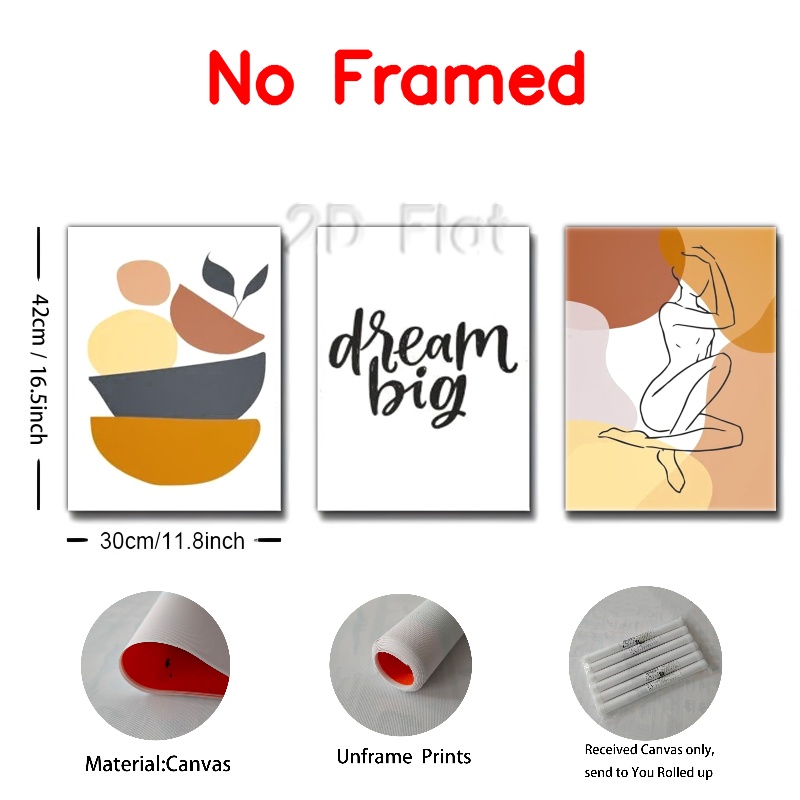 No Framed
2D Flat
42cm / 16.5inch
dream
big
30cm/11.8inch
Material:Canvas
Unframe Prints
Received Canvas only,
send to You Rolled up